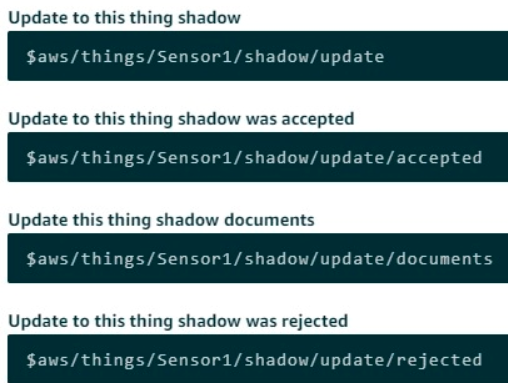 Update to this thing shadow
$aws/things/Sensor1/shadow/update
Update to this thing shadow was accepted
$aws/things/Sensor1/shadow/update/accepted
Update this thing shadow documents
$aws/things/Sensor1/shadow/update/documents
Update to this thing shadow was rejected
$aws/things/Sensor1/shadow/update/rejected